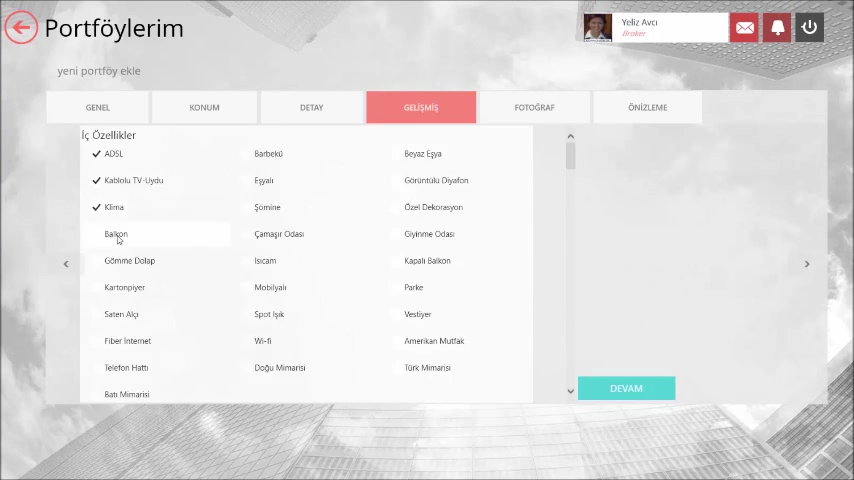 Portföylerim
Yeliz Avcı
Broker
yeni portföy ekle
GENEL
KONUM
DETAY
GELİŞMİŞ
FOTOĞRAF
ÖNİZLEME
İç Özellikler
ADSL
Barbekü
Beyaz Eşya
Kablolu TV-Uydu
Eşyalı
Görüntülü Diyafon
Klima
Şömine
Özel Dekorasyon
Balkon
Çamaşır Odası
Giyinme Odası
Gömme Dolap
Isıcam
Kapalı Balkon
Kartonpiyer
Mobilyalı
Parke
Saten Alçı
Spot Işık
Vestiyer
Fiber İnternet
Wi-fi
Amerikan Mutfak
Telefon Hattı
Doğu Mimarisi
Türk Mimarisi
Batı Mimarisi
DEVAM